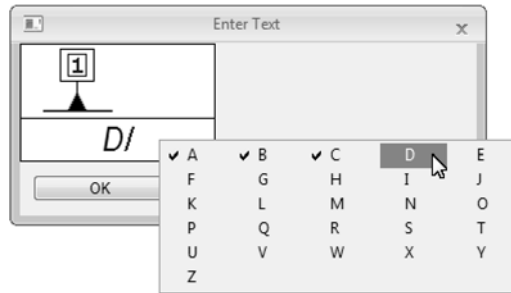 Enter Text
x
1
D/
OK
✔ A ✔ B ✔ C D E
F G H I J
K L M N O
P Q R S T
U V W X Y
Z